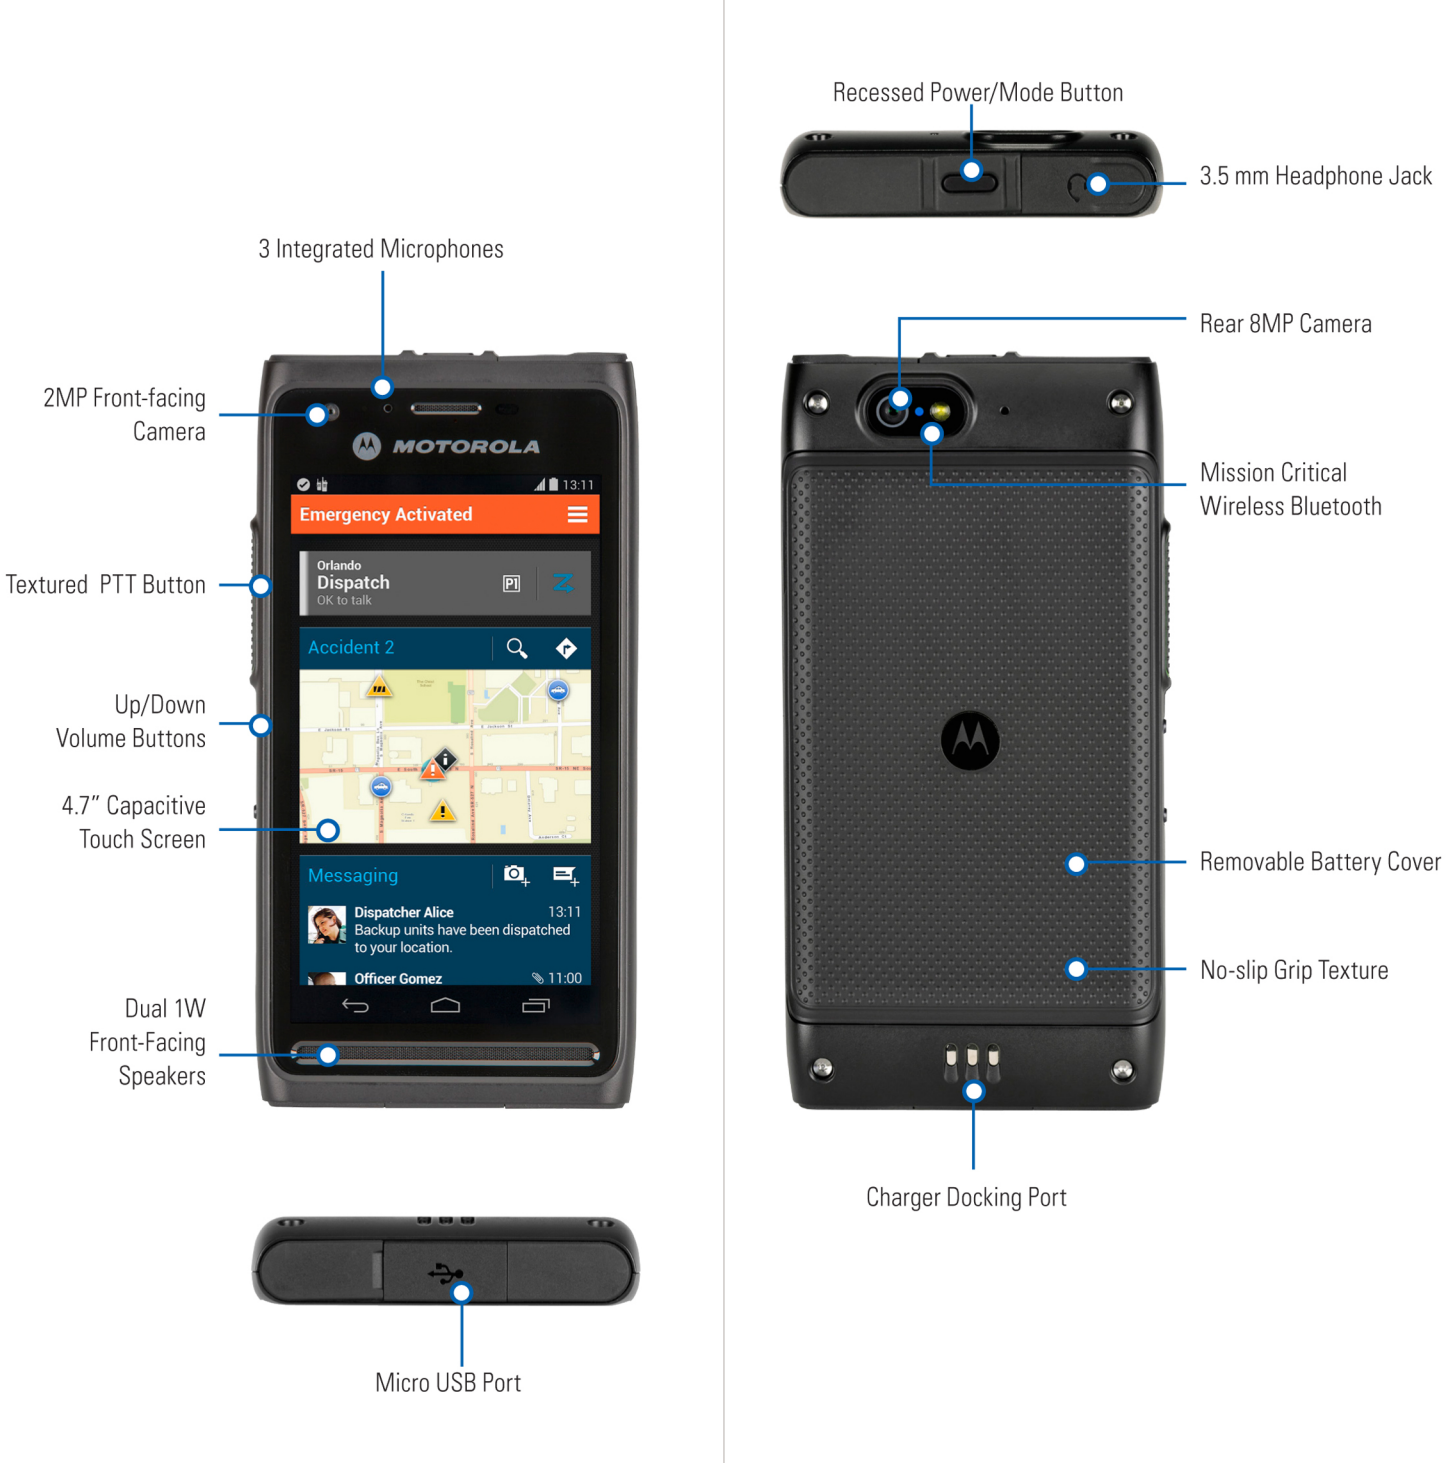 3 Integrated Microphones
2MP Front-facing
Camera
MOTOROLA
13:11
Emergency Activated
Orlando
Dispatch
OK to talk
P1
Textured PTT Button
Accident 2
Up/Down
Volume Buttons
4.7” Capacitive
Touch Screen
Messaging
Dispatcher Alice 13:11
Backup units have been dispatched
to your location.
Officer Gomez 11:00
Dual 1W
Front-Facing
Speakers
Micro USB Port
Recessed Power/Mode Button
3.5 mm Headphone Jack
Rear 8MP Camera
Mission Critical
Wireless Bluetooth
Removable Battery Cover
No-slip Grip Texture
Charger Docking Port